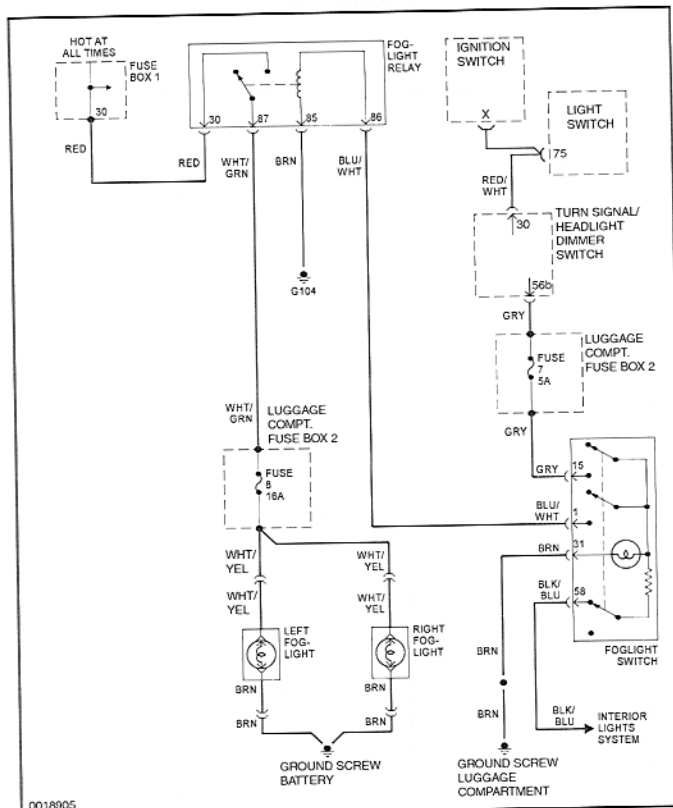 HOT AT
ALL TIMES
FUSE
BOX 1
30
RED
RED
FOG-
LIGHT
RELAY
30
87
85
86
WHT/
GRN
BRN
BLU/
WHT
G104
IGNITION
SWITCH
X
LIGHT
SWITCH
75
RED/
WHT
30
TURN SIGNAL/
HEADLIGHT
DIMMER
SWITCH
56b
GRY
LUGGAGE
COMPT.
FUSE BOX 2
FUSE
7
5A
GRY
WHT/
GRN
LUGGAGE
COMPT.
FUSE BOX 2
FUSE
8
16A
GRY
15
BLU/
WHT
1
BRN
31
BLK/
BLU
58
FOGLIGHT
SWITCH
WHT/
YEL
WHT/
YEL
WHT/
YEL
WHT/
YEL
LEFT
FOG-
LIGHT
RIGHT
FOG-
LIGHT
BRN
BRN
BRN
BRN
BRN
BRN
BLK/
BLU
INTERIOR
LIGHTS
SYSTEM
GROUND SCREW
BATTERY
GROUND SCREW
LUGGAGE
COMPARTMENT
0018905